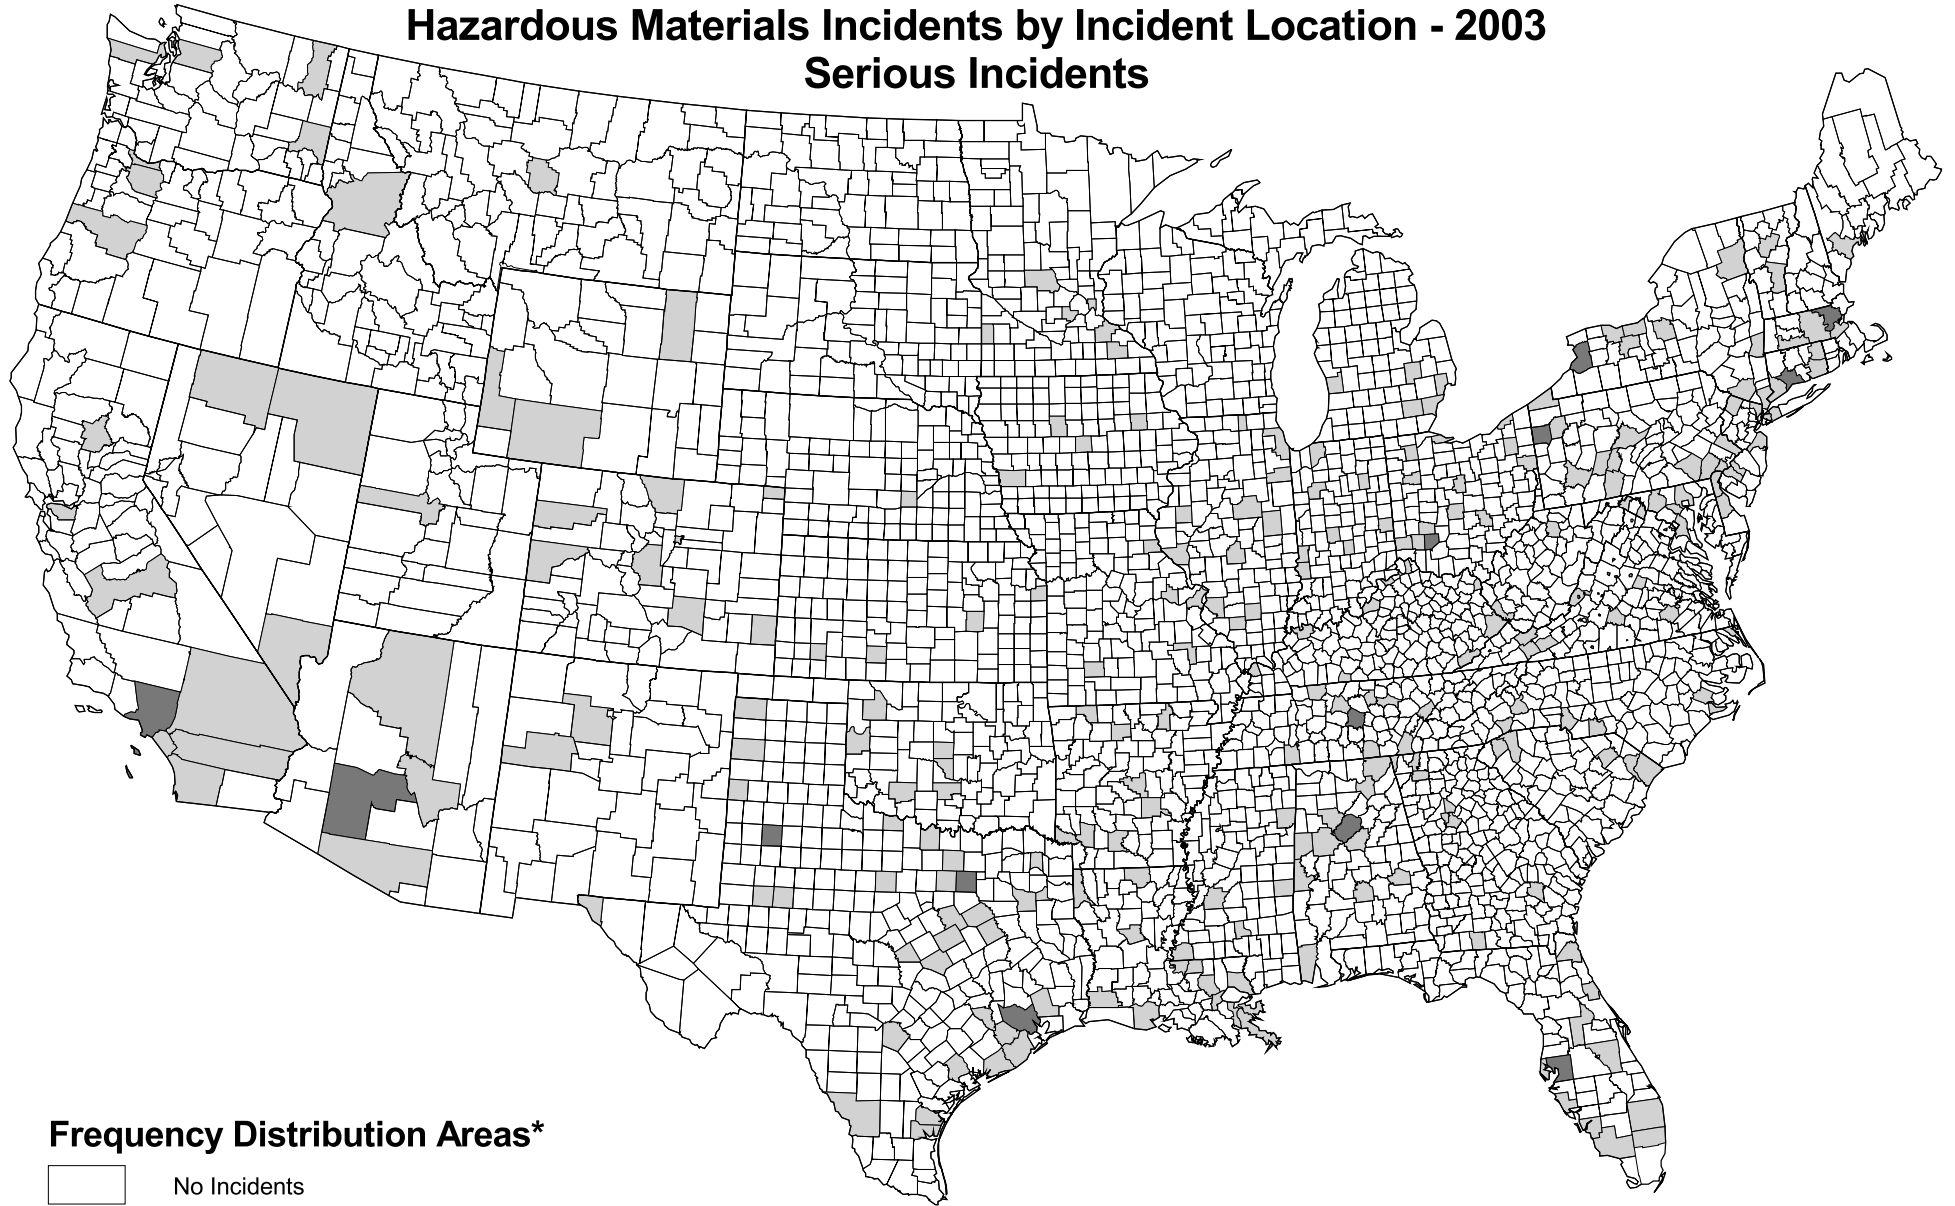 Hazardous Materials Incidents by Incident Location - 2003
Serious Incidents
Frequency Distribution Areas*
No Incidents